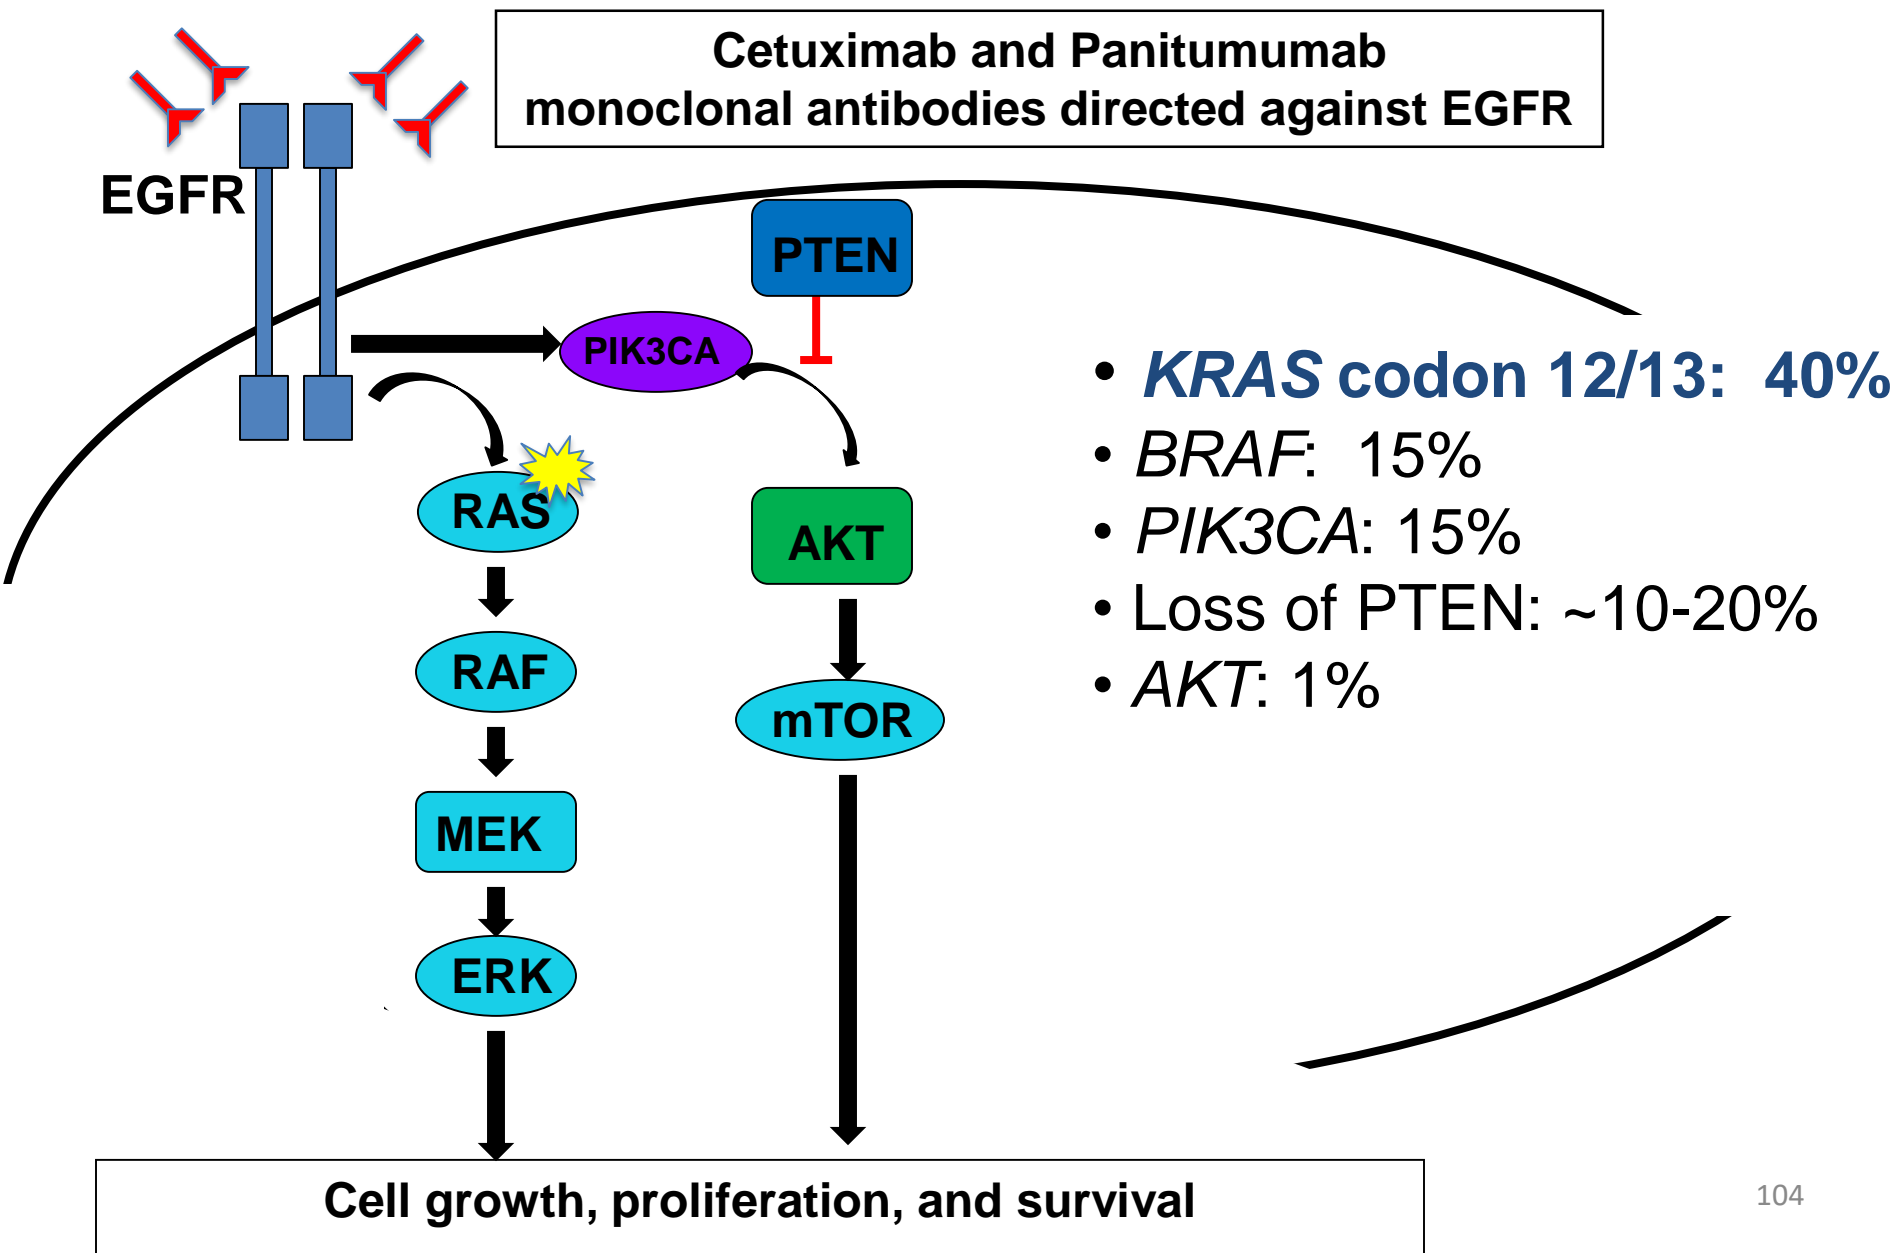 Cetuximab and Panitumumab
monoclonal antibodies directed against EGFR
EGFR
PTEN
PIK3CA
RAS
AKT
RAF
mTOR
MEK
ERK
• KRAS codon 12/13: 40%
• BRAF: 15%
• PIK3CA: 15%
• Loss of PTEN: ~10-20%
• AKT: 1%
Cell growth, proliferation, and survival
104